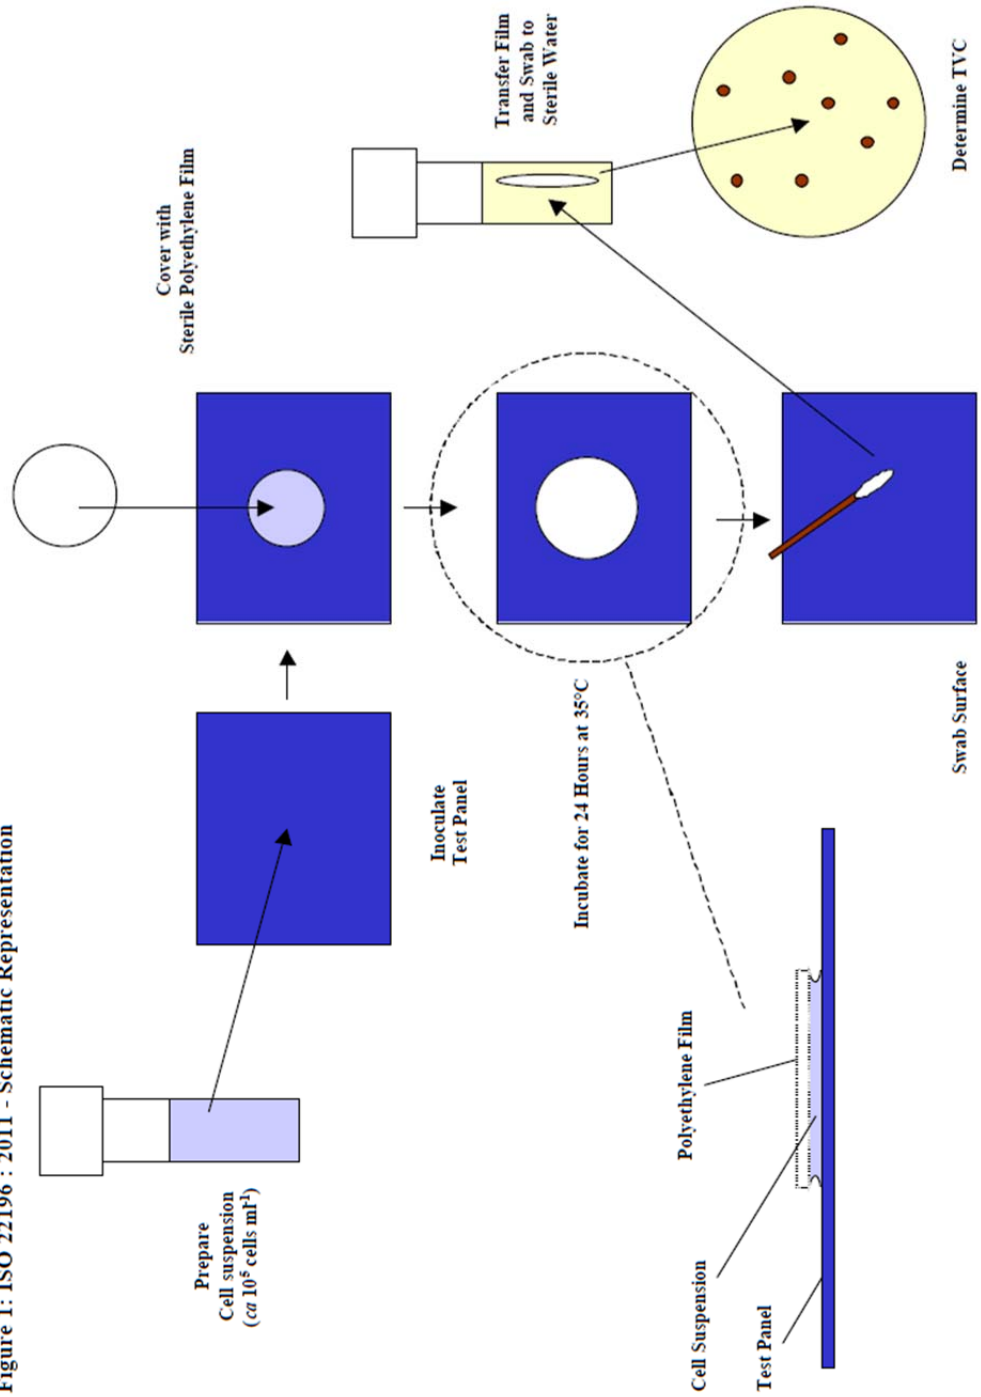 Figure 1: ISO 22196 : 2011 - Schematic Representation
Prepare
Cell suspension
(ca 10⁵ cells ml⁻¹)
Inoculate
Test Panel
Cover with
Sterile Polyethylene Film
Incubate for 24 Hours at 35°C
Polyethylene Film
Cell Suspension
Test Panel
Swab Surface
Transfer Film
and Swab to
Sterile Water
Determine TVC